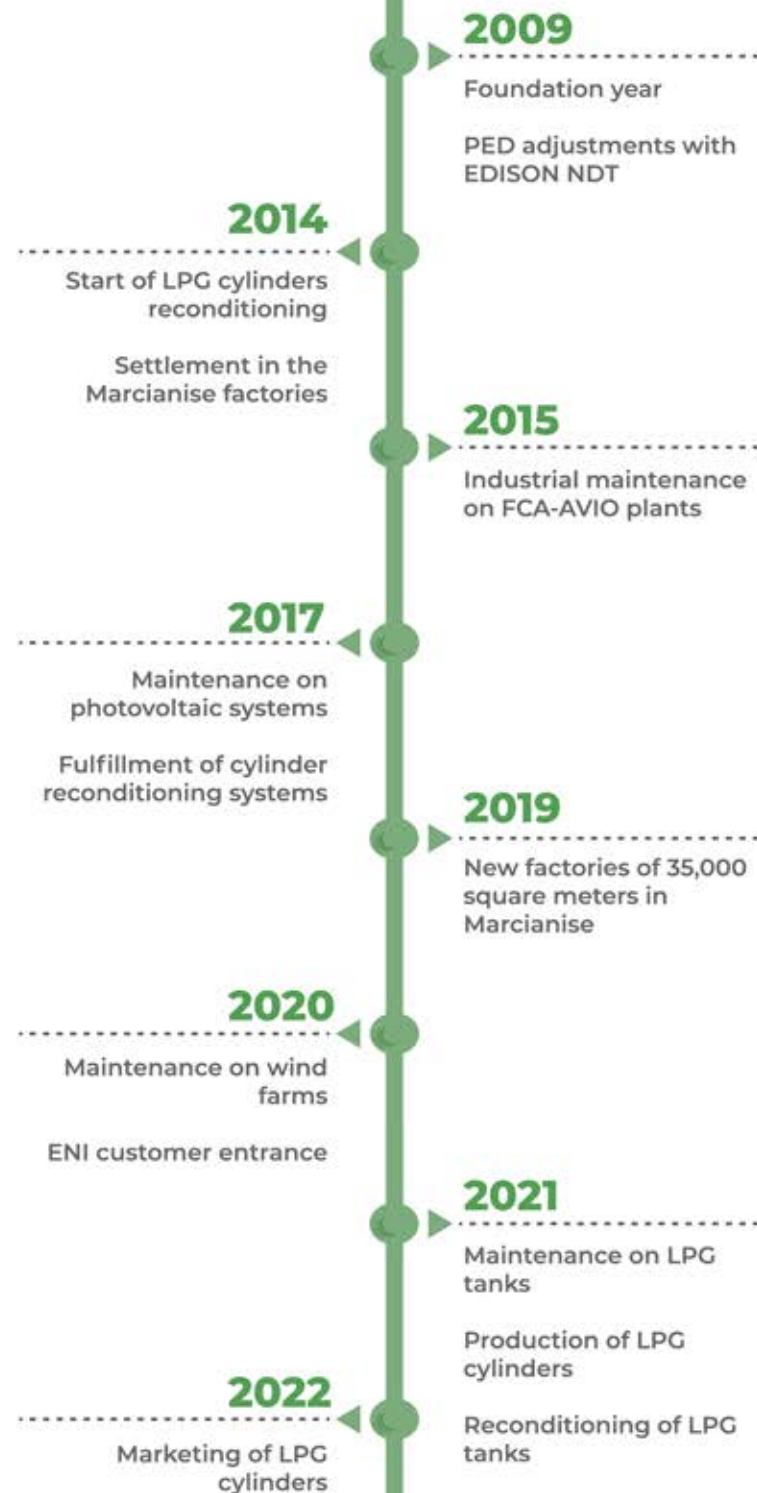 2009
Foundation year
PED adjustments with
EDISON NDT
2014
Start of LPG cylinders
reconditioning
Settlement in the
Marcianise factories
2015
Industrial maintenance
on FCA-AVIO plants
2017
Maintenance on
photovoltaic systems
Fulfillment of cylinder
reconditioning systems
2019
New factories of 35,000
square meters in
Marcianise
2020
Maintenance on wind
farms
ENI customer entrance
2021
Maintenance on LPG
tanks
Production of LPG
cylinders
Reconditioning of LPG
tanks
2022
Marketing of LPG
cylinders